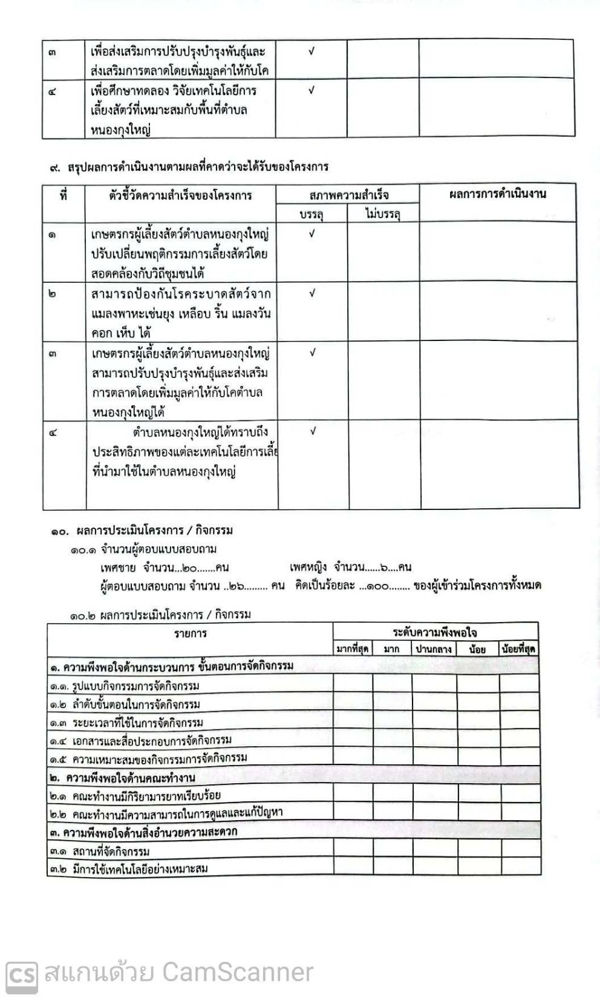 ๓ เพื่อส่งเสริมการปรับปรุงบำรุงพันธุ์และ √
ส่งเสริมการตลาดโดยเพิ่มมูลค่าให้กับโค
๔ เพื่อศึกษาทดลอง วิจัยเทคโนโลยีการ √
เลี้ยงสัตว์ที่เหมาะสมกับพื้นที่ตำบล
หนองกุงใหญ่
๙. สรุปผลการดำเนินงานตามผลที่คาดว่าจะได้รับของโครงการ
ที่ ตัวชี้วัดความสำเร็จของโครงการ สภาพความสำเร็จ ผลการการดำเนินงาน
บรรลุ ไม่บรรลุ
๑ เกษตรกรผู้เลี้ยงสัตว์ตำบลหนองกุงใหญ่ √
ปรับเปลี่ยนพฤติกรรมการเลี้ยงสัตว์โดย
สอดคล้องกับวิถีชุมชนได้
๒ สามารถป้องกันโรคระบาดสัตว์จาก √
แมลงพาหะเช่นยุง เหลือบ ริ้น แมลงวัน
คอก เห็บ ได้
๓ เกษตรกรผู้เลี้ยงสัตว์ตำบลหนองกุงใหญ่ √
สามารถปรับปรุงบำรุงพันธุ์และส่งเสริม
การตลาดโดยเพิ่มมูลค่าให้กับโคตำบล
หนองกุงใหญ่ได้
๔ ตำบลหนองกุงใหญ่ได้ทราบถึง √
ประสิทธิภาพของแต่ละเทคโนโลยีการเลี้ย
ที่นำมาใช้ในตำบลหนองกุงใหญ่
๑๐. ผลการประเมินโครงการ / กิจกรรม
๑๐.๑ จำนวนผู้ตอบแบบสอบถาม
เพศชาย จำนวน...๒๐.......คน เพศหญิง จำนวน......๖....คน
ผู้ตอบแบบสอบถาม จำนวน ..๒๖......... คน คิดเป็นร้อยละ ...๑๐๐........ ของผู้เข้าร่วมโครงการทั้งหมด
๑๐.๒ ผลการประเมินโครงการ / กิจกรรม
รายการ ระดับความพึงพอใจ
มากที่สุด มาก ปานกลาง น้อย น้อยที่สุด
๑. ความพึงพอใจด้านกระบวนการ ขั้นตอนการจัดกิจกรรม
๑.๑. รูปแบบกิจกรรมการจัดกิจกรรม
๑.๒ ลำดับขั้นตอนในการจัดกิจกรรม
๑.๓ ระยะเวลาที่ใช้ในการจัดกิจกรรม
๑.๔ เอกสารและสื่อประกอบการจัดกิจกรรม
๑.๕ ความเหมาะสมของกิจกรรมการจัดกิจกรรม
๒. ความพึงพอใจด้านคณะทำงาน
๒.๑ คณะทำงานมีกิริยามารยาทเรียบร้อย
๒.๒ คณะทำงานมีความสามารถในการดูแลและแก้ปัญหา
๓. ความพึงพอใจด้านสิ่งอำนวยความสะดวก
๓.๑ สถานที่จัดกิจกรรม
๓.๒ มีการใช้เทคโนโลยีอย่างเหมาะสม
CS สแกนด้วย CamScanner